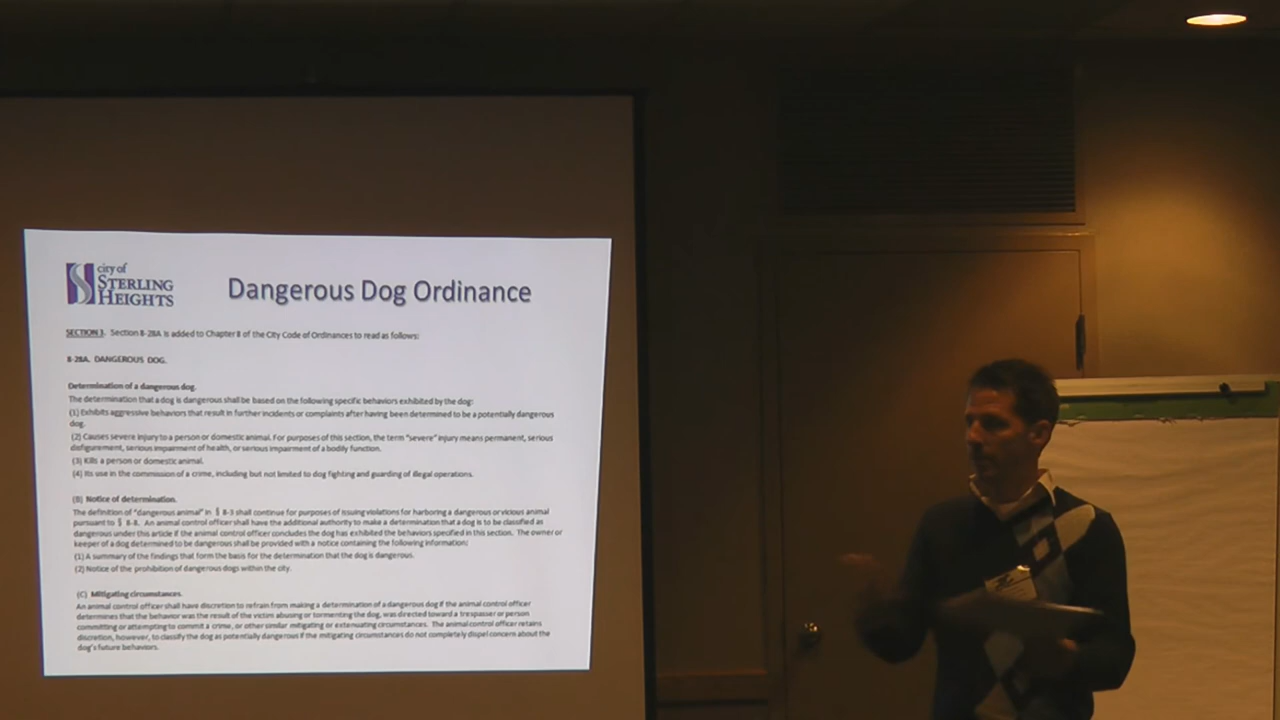 city of
STERLING
HEIGHTS
Dangerous Dog Ordinance
SECTION 3. Section 8-28A is added to Chapter 8 of the City Code of Ordinances to read as follows:
8-28A. DANGEROUS DOG.
Determination of a dangerous dog.
The determination that a dog is dangerous shall be based on the following specific behaviors exhibited by the dog:
(1) Exhibits aggressive behaviors that result in further incidents or complaints after having been determined to be a potentially dangerous
dog.
(2) Causes severe injury to a person or domestic animal. For purposes of this section, the term "severe" injury means permanent, serious
disfigurement, serious impairment of health, or serious impairment of a bodily function.
(3) Kills a person or domestic animal.
(4) Its use in the commission of a crime, including but not limited to dog fighting and guarding of illegal operations.
(B) Notice of determination.
The definition of "dangerous animal" in § 8-3 shall continue for purposes of issuing violations for harboring a dangerous or vicious animal
pursuant to § 8-8. An animal control officer shall have the additional authority to make a determination that a dog is to be classified as
dangerous under this article if the animal control officer concludes the dog has exhibited the behaviors specified in this section. The owner or
keeper of a dog determined to be dangerous shall be provided with a notice containing the following information:
(1) A summary of the findings that form the basis for the determination that the dog is dangerous.
(2) Notice of the prohibition of dangerous dogs within the city.
(C) Mitigating circumstances.
An animal control officer shall have discretion to refrain from making a determination of a dangerous dog if the animal control officer
determines that the behavior was the result of the victim abusing or tormenting the dog, was directed toward a trespasser or person
committing or attempting to commit a crime, or other similar mitigating or extenuating circumstances. The animal control officer retains
discretion, however, to classify the dog as potentially dangerous if the mitigating circumstances do not completely dispel concern about the
dog's future behaviors.